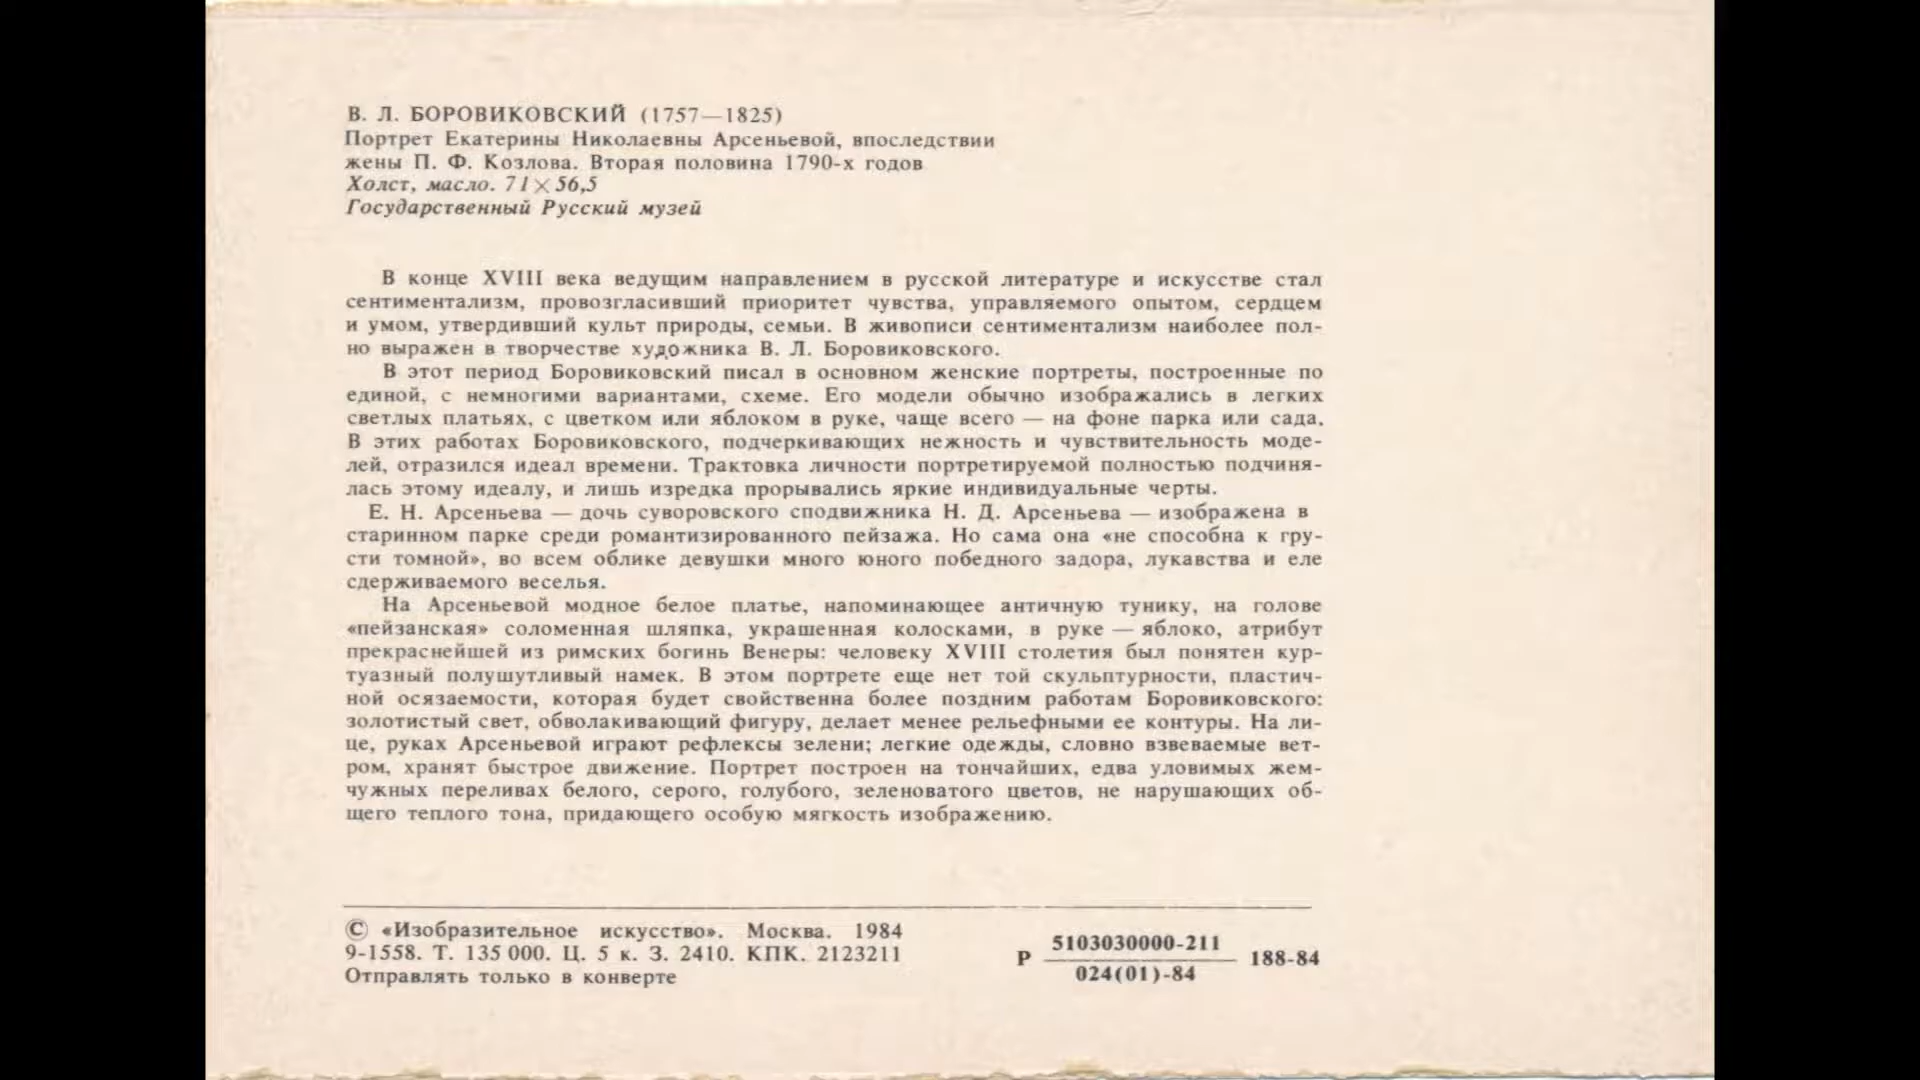 В. Л. БОРОВИКОВСКИЙ (1757—1825)
Портрет Екатерины Николаевны Арсеньевой, впоследствии
жены П. Ф. Козлова. Вторая половина 1790-х годов
Холст, масло. 71×56,5
Государственный Русский музей
В конце XVIII века ведущим направлением в русской литературе и искусстве стал
сентиментализм, провозгласивший приоритет чувства, управляемого опытом, сердцем
и умом, утвердивший культ природы, семьи. В живописи сентиментализм наиболее пол-
но выражен в творчестве художника В. Л. Боровиковского.
В этот период Боровиковский писал в основном женские портреты, построенные по
единой, с немногими вариантами, схеме. Его модели обычно изображались в легких
светлых платьях, с цветком или яблоком в руке, чаще всего — на фоне парка или сада.
В этих работах Боровиковского, подчеркивающих нежность и чувствительность моде-
лей, отразился идеал времени. Трактовка личности портретируемой полностью подчиня-
лась этому идеалу, и лишь изредка прорывались яркие индивидуальные черты.
Е. Н. Арсеньева — дочь суворовского сподвижника Н. Д. Арсеньева — изображена в
старинном парке среди романтизированного пейзажа. Но сама она «не способна к гру-
сти томной», во всем облике девушки много юного победного задора, лукавства и еле
сдерживаемого веселья.
На Арсеньевой модное белое платье, напоминающее античную тунику, на голове
«пейзанская» соломенная шляпка, украшенная колосками, в руке — яблоко, атрибут
прекраснейшей из римских богинь Венеры: человеку XVIII столетия был понятен кур-
туазный полушутливый намек. В этом портрете еще нет той скульптурности, пластич-
ной осязаемости, которая будет свойственна более поздним работам Боровиковского:
золотистый свет, обволакивающий фигуру, делает менее рельефными ее контуры. На ли-
це, руках Арсеньевой играют рефлексы зелени; легкие одежды, словно взвеваемые вет-
ром, хранят быстрое движение. Портрет построен на тончайших, едва уловимых жем-
чужных переливах белого, серого, голубого, зеленоватого цветов, не нарушающих об-
щего теплого тона, придающего особую мягкость изображению.
© «Изобразительное искусство». Москва. 1984
9-1558. Т. 135 000. Ц. 5 к. З. 2410. КПК. 2123211
Отправлять только в конверте
Р 5103030000-211 188-84
024(01)-84